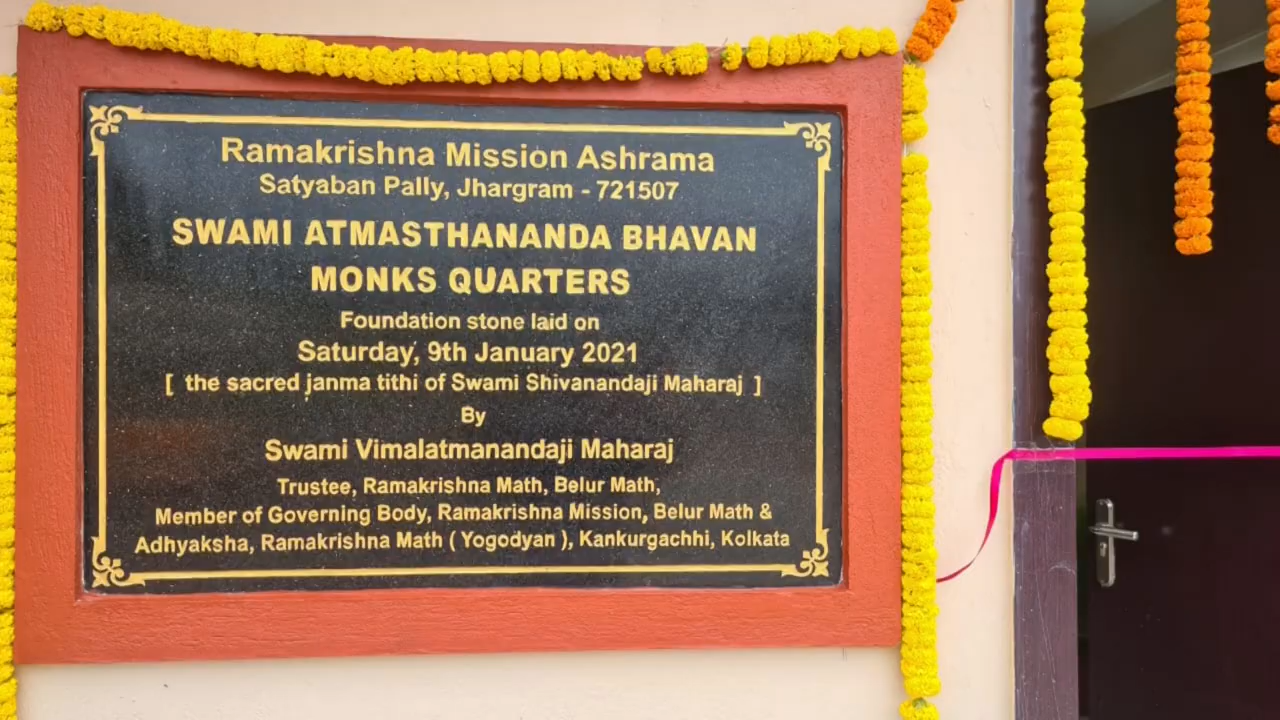 Ramakrishna Mission Ashrama
Satyaban Pally, Jhargram - 721507
SWAMI ATMASTHANANDA BHAVAN
MONKS QUARTERS
Foundation stone laid on
Saturday, 9th January 2021
[ the sacred janma tithi of Swami Shivanandaji Maharaj ]
By
Swami Vimalatmanandaji Maharaj
Trustee, Ramakrishna Math, Belur Math,
Member of Governing Body, Ramakrishna Mission, Belur Math &
Adhyaksha, Ramakrishna Math ( Yogodyan ), Kankurgachhi, Kolkata